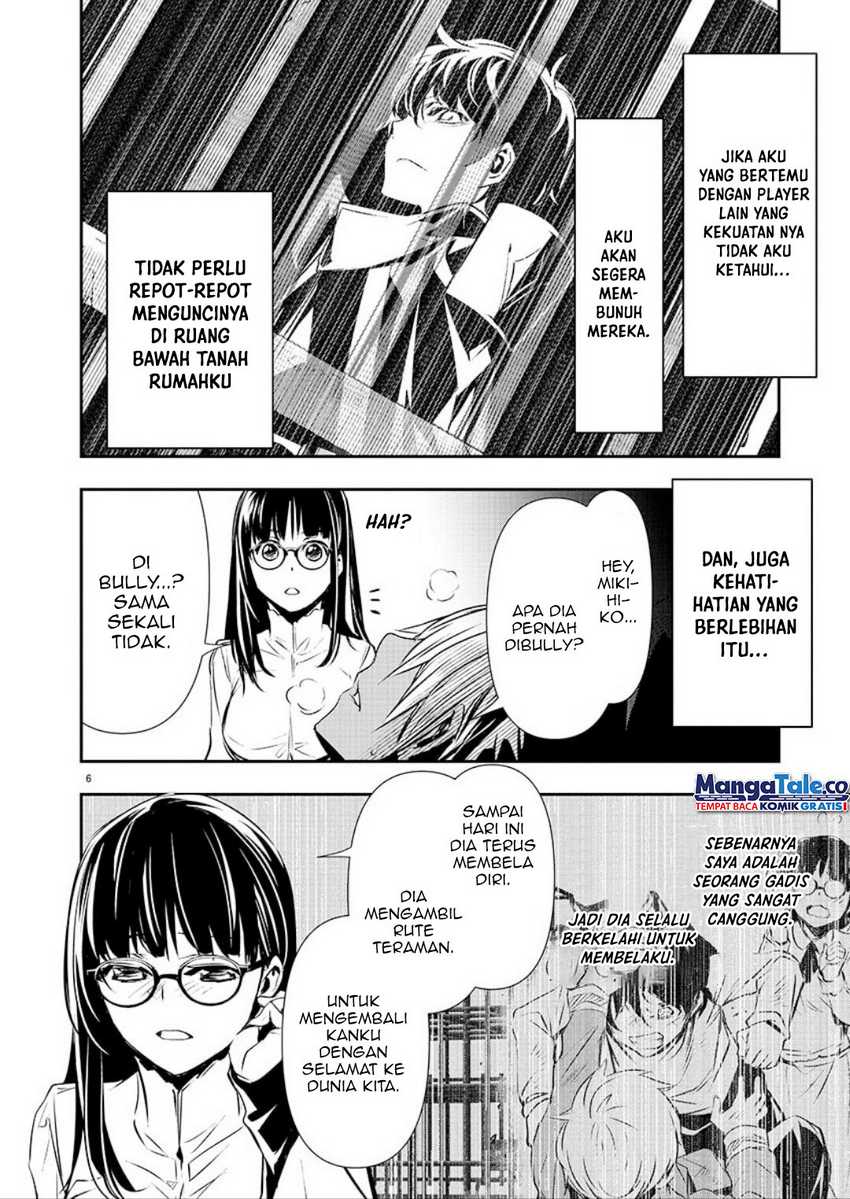 JIKA AKU
YANG BERTEMU
DENGAN PLAYER
LAIN YANG
KEKUATAN NYA
TIDAK AKU
KETAHUI...
AKU
AKAN
SEGERA
MEM-
BUNUH
MEREKA.
TIDAK PERLU
REPOT-REPOT
MENGUNCINYA
DI RUANG
BAWAH TANAH
RUMAHKU
DAN, JUGA
KEHATI-
HATIAN YANG
BERLEBIHAN
ITU...
HEY,
MIKI-
HI-
KO...
APA DIA
PERNAH
DIBULLY?
HAH?
DI
BULLY...?
SAMA
SEKALI
TIDAK.
6
MangaTale.co
TEMPAT BACA KOMIK GRATIS!
SEBENARNYA
SAYA ADALAH
SEORANG GADIS
YANG SANGAT
CANGGUNG.
JADI DIA SELALU
BERKELAHI UNTUK
MEMBELAKU.
SAMPAI
HARI INI
DIA TERUS
MEMBELA
DIRI.
DIA
MENGAMBIL
RUTE
TERAMAN.
UNTUK
MENGEMBALI
KANKU
DENGAN
SELAMAT KE
DUNIA KITA.